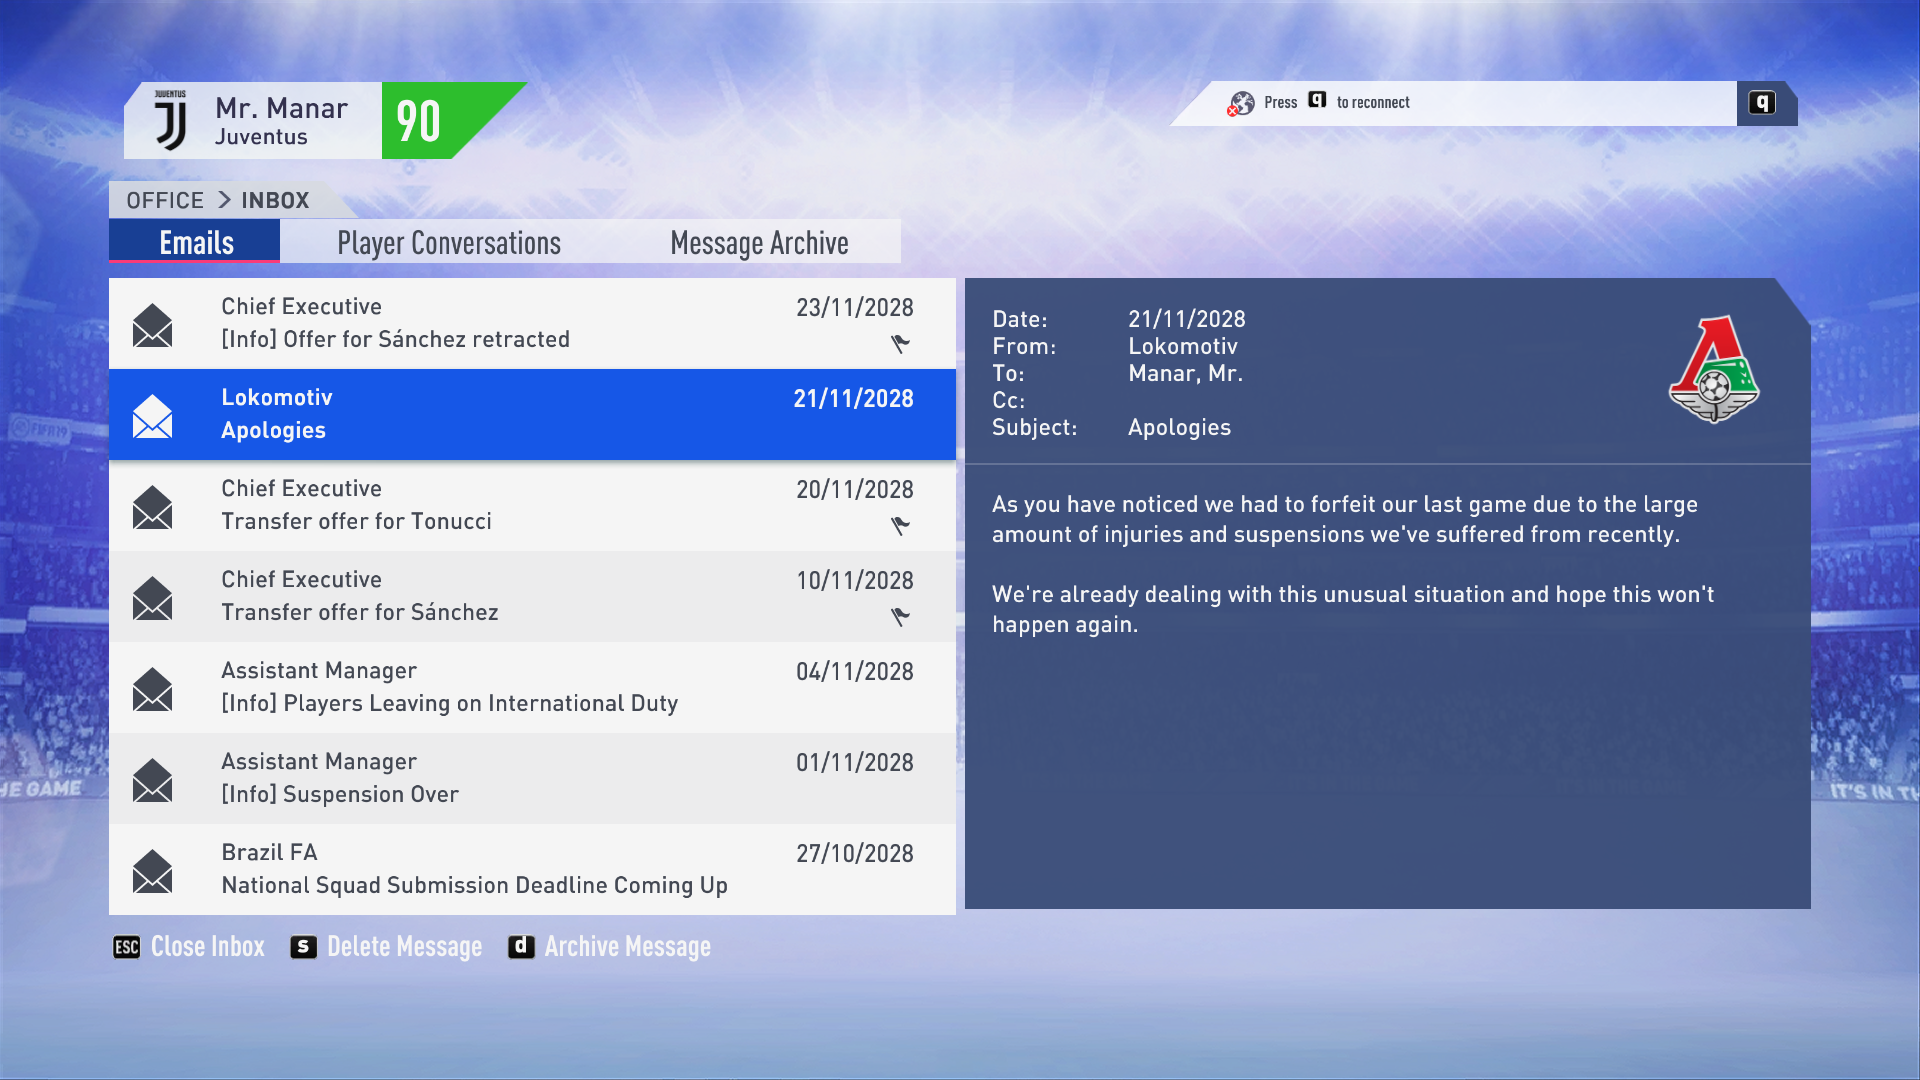 JUVENTUS
Mr. Manar
Juventus
90
Press q to reconnect
q
OFFICE > INBOX
Emails
Player Conversations
Message Archive
Chief Executive
23/11/2028
[Info] Offer for Sánchez retracted
Lokomotiv
21/11/2028
Apologies
Chief Executive
20/11/2028
Transfer offer for Tonucci
Chief Executive
10/11/2028
Transfer offer for Sánchez
Assistant Manager
04/11/2028
[Info] Players Leaving on International Duty
Assistant Manager
01/11/2028
[Info] Suspension Over
Brazil FA
27/10/2028
National Squad Submission Deadline Coming Up
Date: 21/11/2028
From: Lokomotiv
To: Manar, Mr.
Cc:
Subject: Apologies
As you have noticed we had to forfeit our last game due to the large
amount of injuries and suspensions we've suffered from recently.
We're already dealing with this unusual situation and hope this won't
happen again.
FIFA19
HE GAME
IT'S IN TH
ESC Close Inbox
s Delete Message
d Archive Message